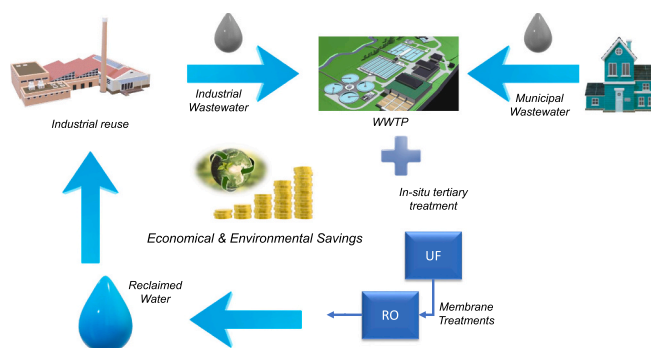 Industrial
Wastewater
Municipal
Wastewater
Industrial reuse
WWTP
In-situ tertiary
treatment
Economical & Environmental Savings
UF
Reclaimed
Water
RO
Membrane
Treatments